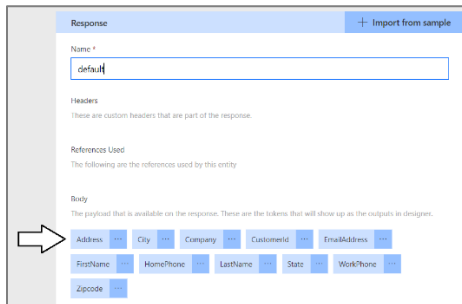 Response
+ Import from sample
Name *
default
Headers
These are custom headers that are part of the response.
References Used
The following are the references used by this entity
Body
The payload that is available on the response. These are the tokens that will show up as the outputs in designer.
Address ... City ... Company ... CustomerId ... EmailAddress ...
FirstName ... HomePhone ... LastName ... State ... WorkPhone ...
Zipcode ...